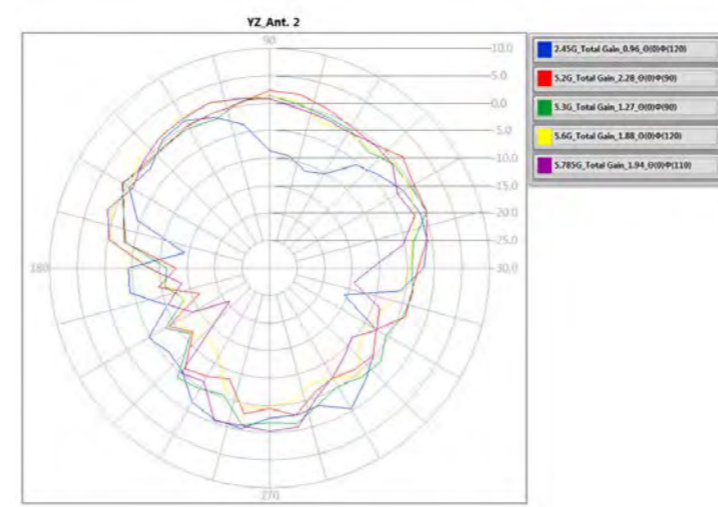 YZ_Ant. 2
90
10.0
5.0
0.0
5.0
10.0
15.0
20.0
25.0
30.0
180
270
2.45G_Total Gain_0.96_Θ(0)Φ(120)
5.2G_Total Gain_2.28_Θ(0)Φ(90)
5.3G_Total Gain_1.27_Θ(0)Φ(90)
5.6G_Total Gain_1.88_Θ(0)Φ(120)
5.785G_Total Gain_1.94_Θ(0)Φ(110)